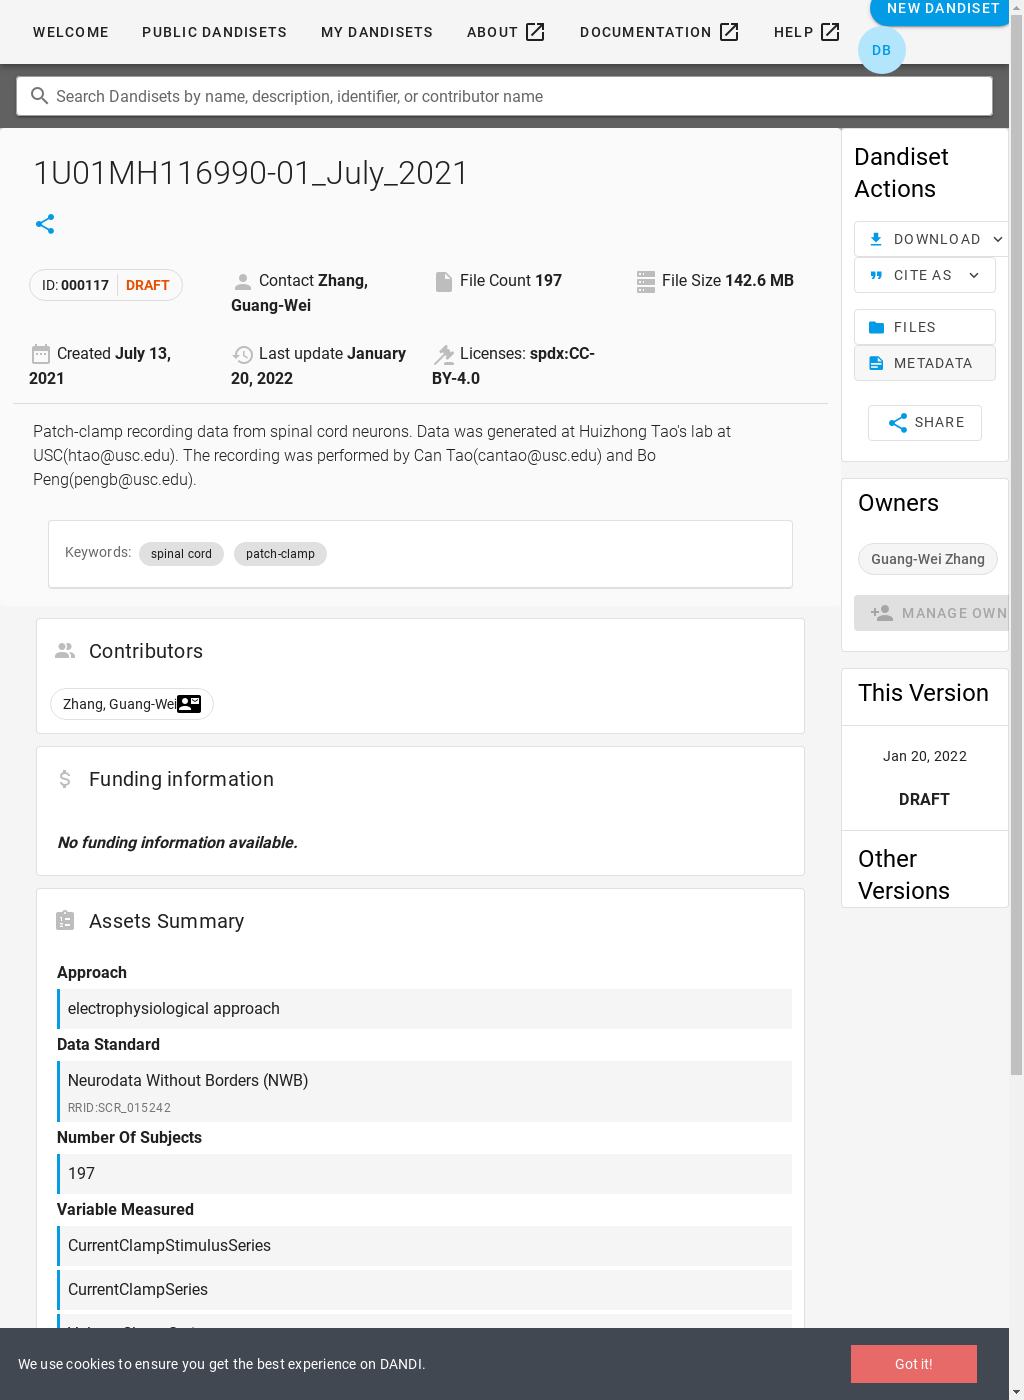 WELCOME
PUBLIC DANDISETS
MY DANDISETS
ABOUT
DOCUMENTATION
HELP
NEW DANDISET
DB
Search Dandisets by name, description, identifier, or contributor name
1U01MH116990-01_July_2021
ID: 000117 DRAFT
Contact Zhang,
Guang-Wei
File Count 197
File Size 142.6 MB
Created July 13,
2021
Last update January
20, 2022
Licenses: spdx:CC-
BY-4.0
Patch-clamp recording data from spinal cord neurons. Data was generated at Huizhong Tao's lab at
USC(htao@usc.edu). The recording was performed by Can Tao(cantao@usc.edu) and Bo
Peng(pengb@usc.edu).
Keywords: spinal cord patch-clamp
Contributors
Zhang, Guang-Wei
Funding information
No funding information available.
Assets Summary
Approach
electrophysiological approach
Data Standard
Neurodata Without Borders (NWB)
RRID:SCR_015242
Number Of Subjects
197
Variable Measured
CurrentClampStimulusSeries
CurrentClampSeries
Dandiset
Actions
DOWNLOAD
CITE AS
FILES
METADATA
SHARE
Owners
Guang-Wei Zhang
MANAGE OWN
This Version
Jan 20, 2022
DRAFT
Other
Versions
We use cookies to ensure you get the best experience on DANDI.
Got it!